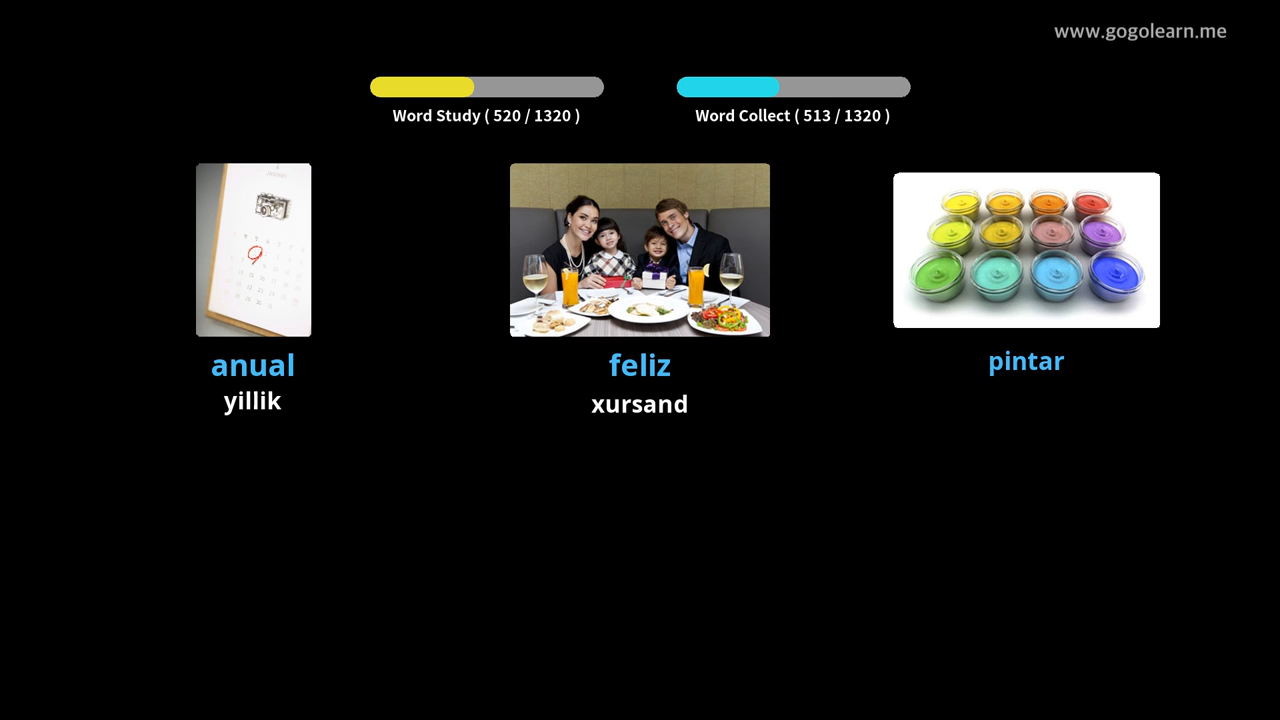 www.gogolearn.me
Word Study ( 520 / 1320 )
Word Collect ( 513 / 1320 )
anual
yillik
feliz
xursand
pintar